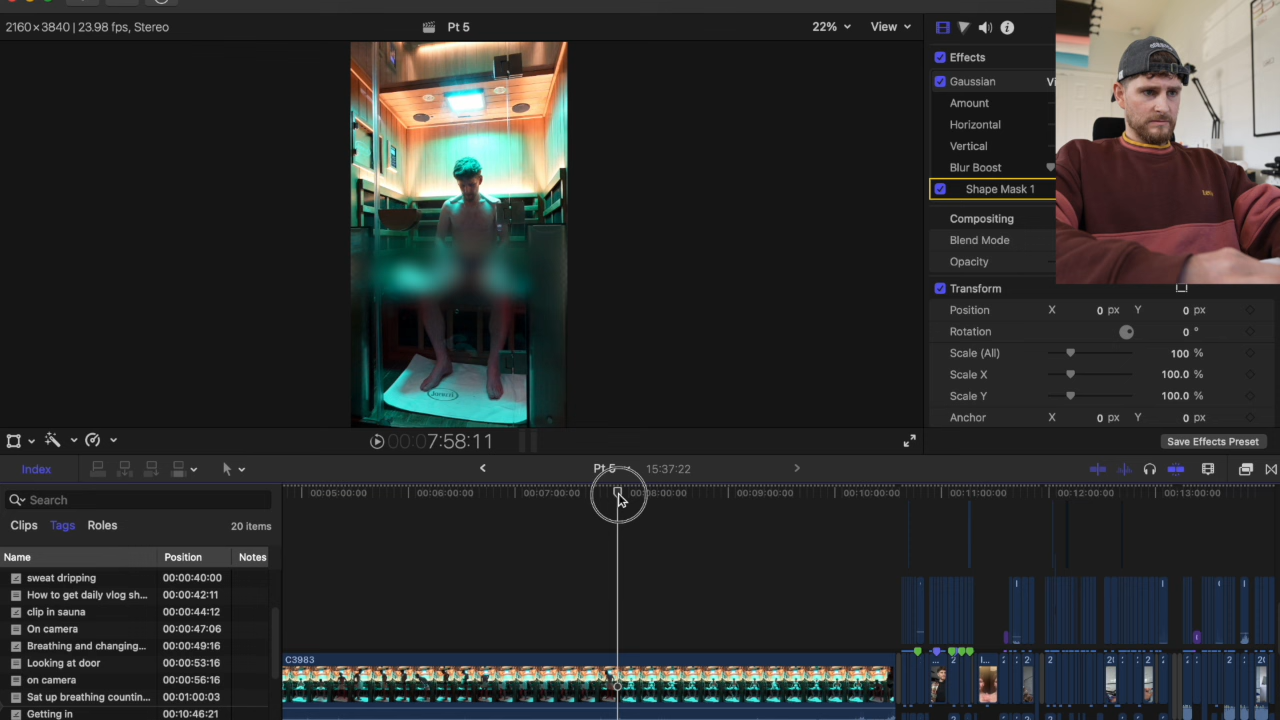 2160×3840 | 23.98 fps, Stereo
Pt 5
22%
View
Effects
Gaussian
Vi
Amount
Horizontal
Vertical
Blur Boost
Shape Mask 1
Compositing
Blend Mode
Opacity
Transform
Position X 0 px Y 0 px
Rotation 0 °
Scale (All) 100 %
Scale X 100.0 %
Scale Y 100.0 %
Anchor X 0 px Y 0 px
00:07:58:11
Save Effects Preset
Index
Pt 5
15:37:22
Search
00:05:00:00
00:06:00:00
00:07:00:00
00:08:00:00
00:09:00:00
00:10:00:00
00:11:00:00
00:12:00:00
00:13:00:00
Clips Tags Roles 20 items
Name Position Notes
sweat dripping 00:00:40:00
How to get daily vlog sh... 00:00:42:11
clip in sauna 00:00:44:12
On camera 00:00:47:06
Breathing and changing... 00:00:49:16
Looking at door 00:00:53:16
on camera 00:00:56:16
Sat up breathing countin... 00:01:00:03
Getting in 00:10:46:21
C3983